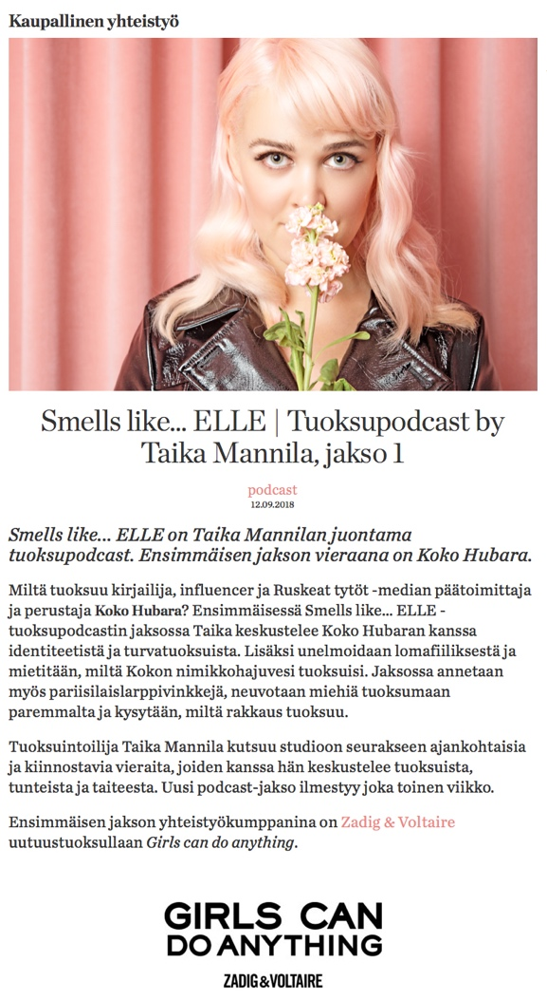 Kaupallinen yhteistyö
Smells like... ELLE | Tuoksupodcast by
Taika Mannila, jakso 1
podcast
12.09.2018
Smells like... ELLE on Taika Mannilan juontama
tuoksupodcast. Ensimmäisen jakson vieraana on Koko Hubara.
Miltä tuoksuu kirjailija, influencer ja Ruskeat tytöt -median päätoimittaja
ja perustaja Koko Hubara? Ensimmäisessä Smells like... ELLE -
tuoksupodcastin jaksossa Taika keskustelee Koko Hubaran kanssa
identiteetistä ja turvatuoksuista. Lisäksi unelmoidaan lomafiiliksestä ja
mietitään, miltä Kokon nimikkohajuvesi tuoksuisi. Jaksossa annetaan
myös pariisilaislarppivinkkejä, neuvotaan miehiä tuoksumaan
paremmalta ja kysytään, miltä rakkaus tuoksuu.
Tuoksuintoilija Taika Mannila kutsuu studioon seurakseen ajankohtaisia
ja kiinnostavia vieraita, joiden kanssa hän keskustelee tuoksuista,
tunteista ja taiteesta. Uusi podcast-jakso ilmestyy joka toinen viikko.
Ensimmäisen jakson yhteistyökumppanina on Zadig & Voltaire
uutuustuoksullaan Girls can do anything.
GIRLS CAN
DO ANYTHING
ZADIG&VOLTAIRE